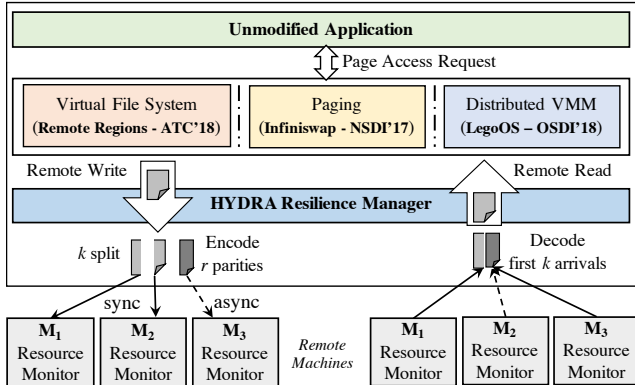 Unmodified Application
Page Access Request
Virtual File System
(Remote Regions - ATC'18)
Paging
(Infiniswap - NSDI'17)
Distributed VMM
(LegoOS – OSDI'18)
Remote Write
Remote Read
HYDRA Resilience Manager
k split
Encode
r parities
Decode
first k arrivals
sync
async
M1
Resource
Monitor
M2
Resource
Monitor
M3
Resource
Monitor
Remote
Machines
M1
Resource
Monitor
M2
Resource
Monitor
M3
Resource
Monitor